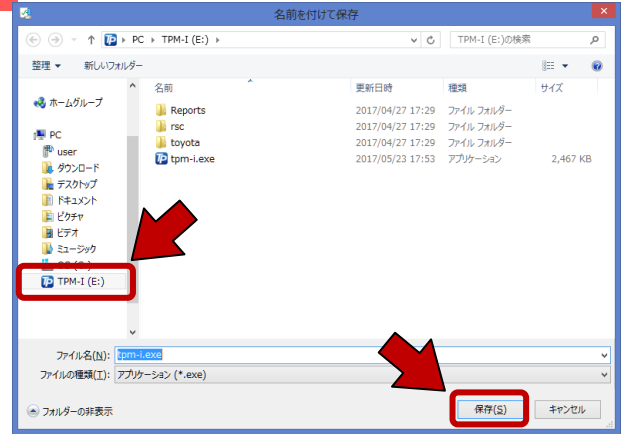 名前を付けて保存
PC ▸ TPM-I (E:) ▸
TPM-I (E:)の検索
整理 ▼ 新しいフォルダー
名前 更新日時 種類 サイズ
Reports 2017/04/27 17:29 ファイル フォルダー
rsc 2017/04/27 17:29 ファイル フォルダー
toyota 2017/04/27 17:29 ファイル フォルダー
tpm-i.exe 2017/05/23 17:53 アプリケーション 2,467 KB
ホームグループ
PC
user
ダウンロード
デスクトップ
ドキュメント
ピクチャ
ビデオ
ミュージック
TPM-I (E:)
ファイル名(N): tpm-i.exe
ファイルの種類(T): アプリケーション (*.exe)
フォルダーの非表示
保存(S) キャンセル